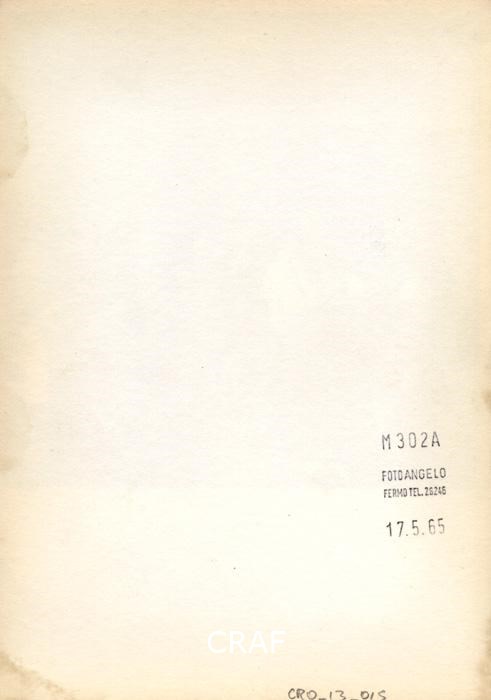 M302A
FOTOANGELO
FERMO TEL. 26246
17.5.65
CRAF
CRO_13_015